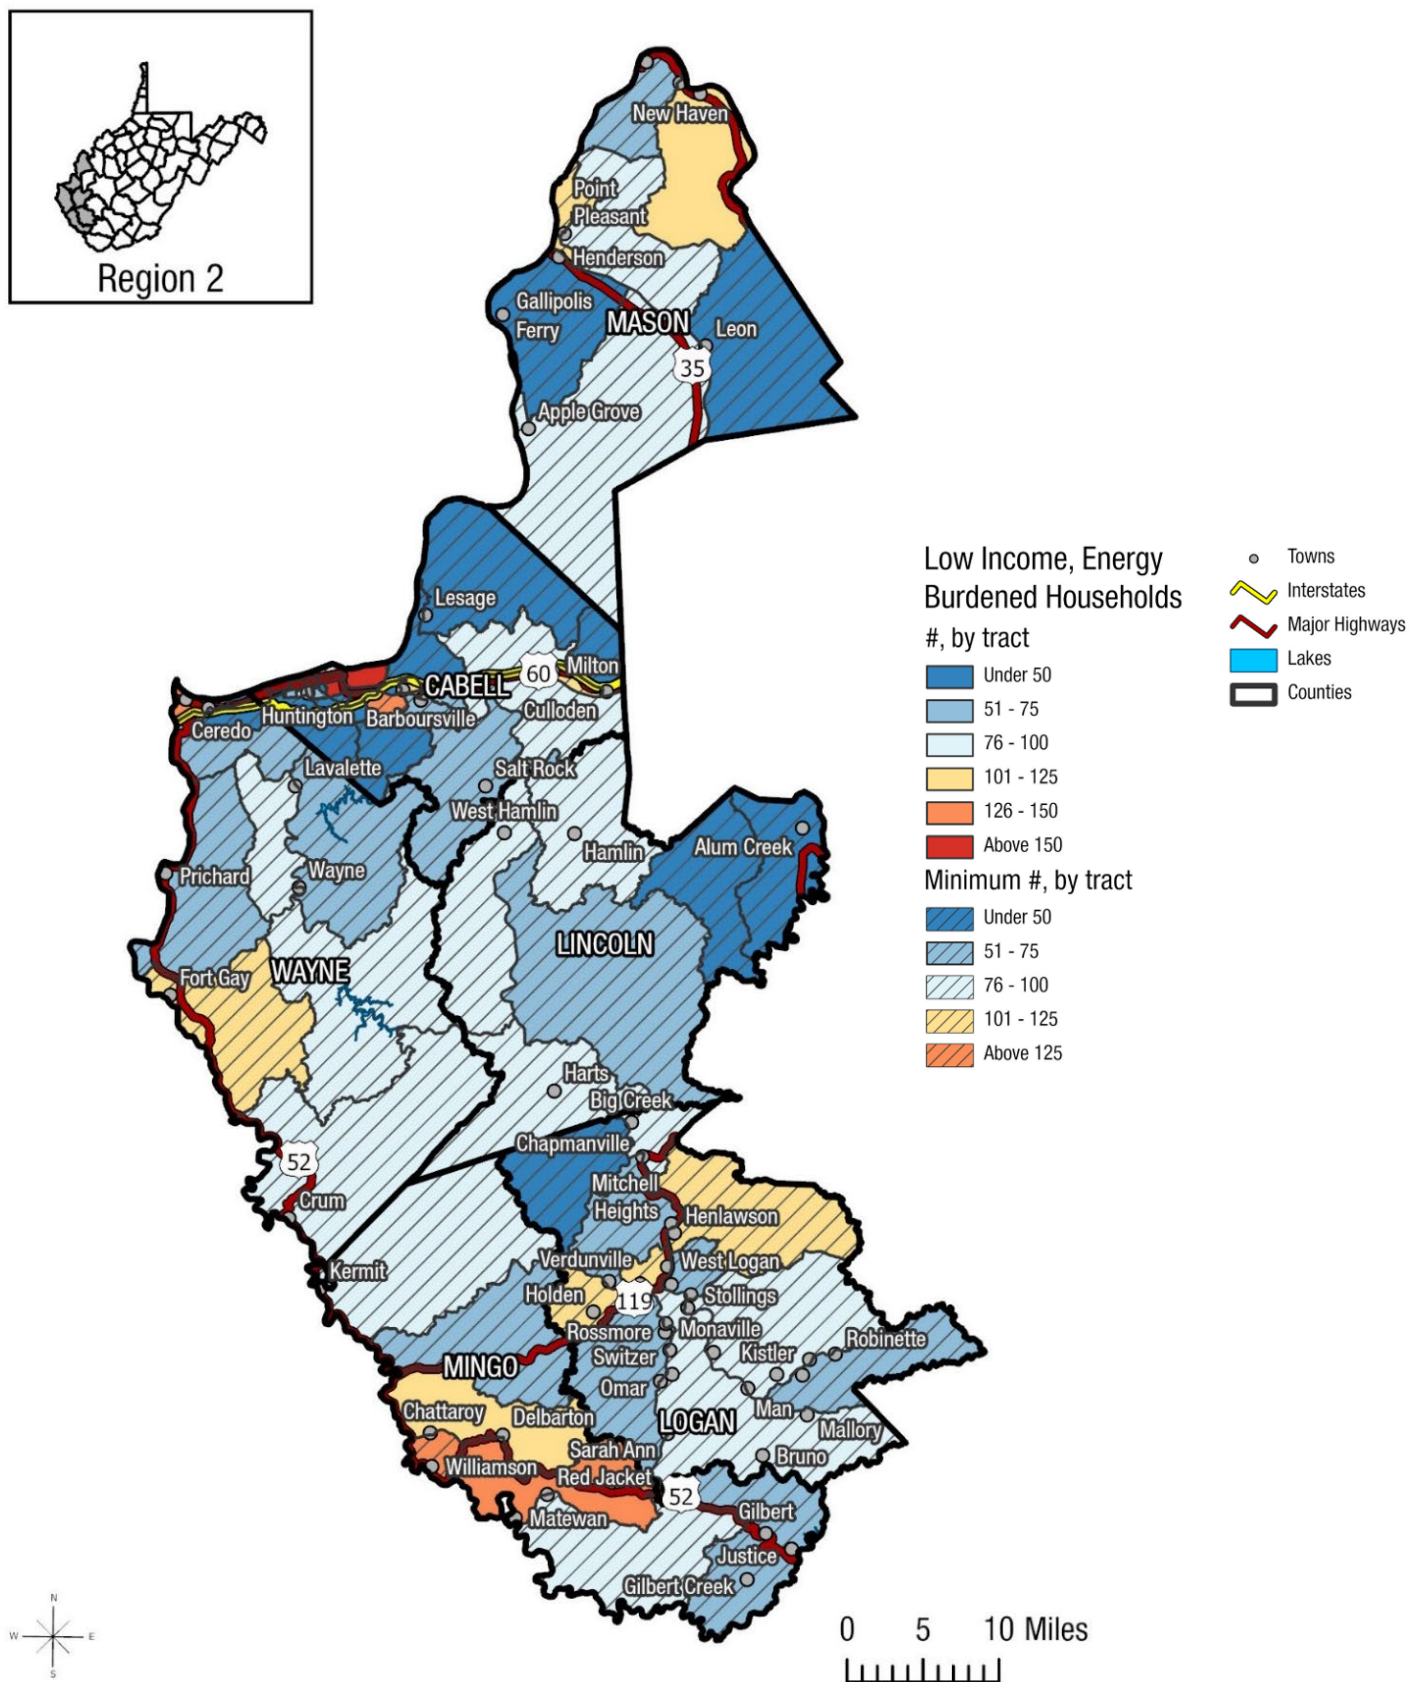 Region 2
New Haven
Point
Pleasant
Henderson
Gallipolis
Ferry
MASON
Leon
35
Apple Grove
Lesage
Milton
60
CABELL
Culloden
Huntington
Barboursville
Ceredo
Lavalette
Salt Rock
West Hamlin
Hamlin
Alum Creek
Prichard
Wayne
LINCOLN
WAYNE
Fort Gay
Harts
Big Creek
Chapmanville
52
Mitchell
Heights
Crum
Henlawson
Verdunville
West Logan
Kermit
Holden
119
Stollings
Rossmore
Monaville
Robinette
Switzer
Kistler
MINGO
Omar
Man
Chattaroy
Delbarton
LOGAN
Mallory
Sarah Ann
Bruno
Williamson
Red Jacket
52
Matewan
Gilbert
Justice
Gilbert Creek
Low Income, Energy
Burdened Households
#, by tract
Under 50
51 - 75
76 - 100
101 - 125
126 - 150
Above 150
Minimum #, by tract
Under 50
51 - 75
76 - 100
101 - 125
Above 125
Towns
Interstates
Major Highways
Lakes
Counties
N
W
E
S
0 5 10 Miles